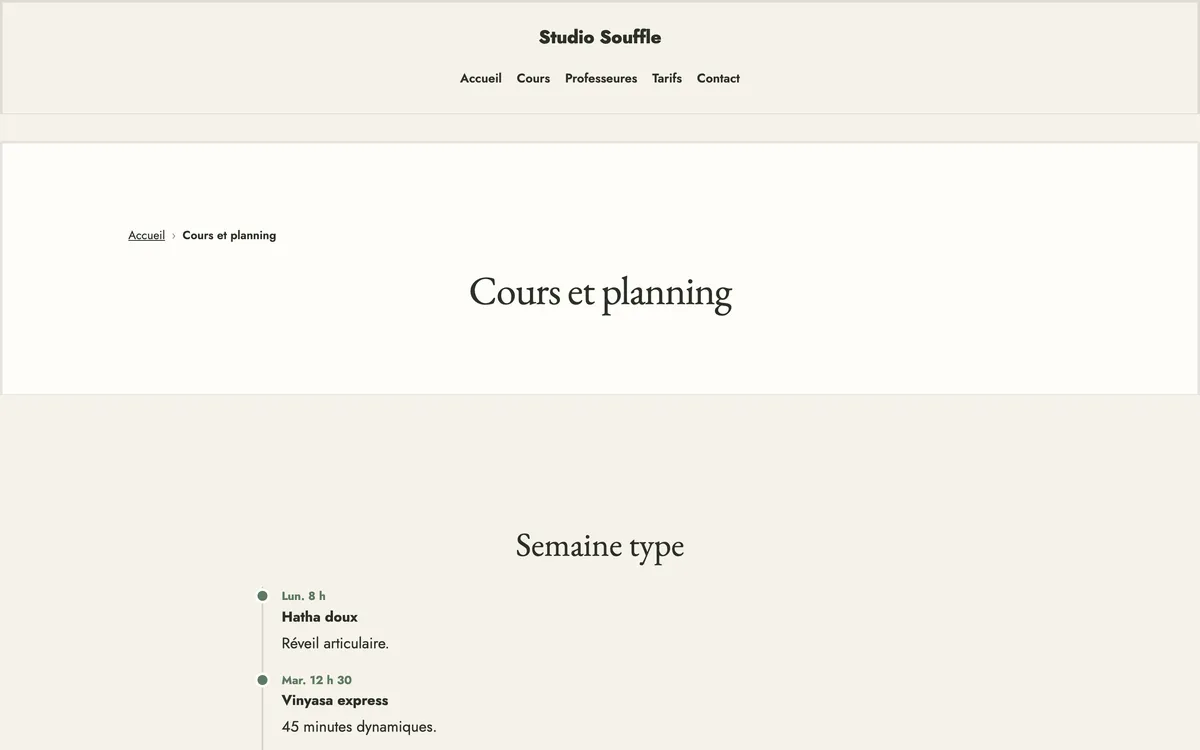 Studio Souffle
Accueil Cours Professeures Tarifs Contact
Accueil › Cours et planning
Cours et planning
Semaine type
Lun. 8 h
Hatha doux
Réveil articulaire.
Mar. 12 h 30
Vinyasa express
45 minutes dynamiques.